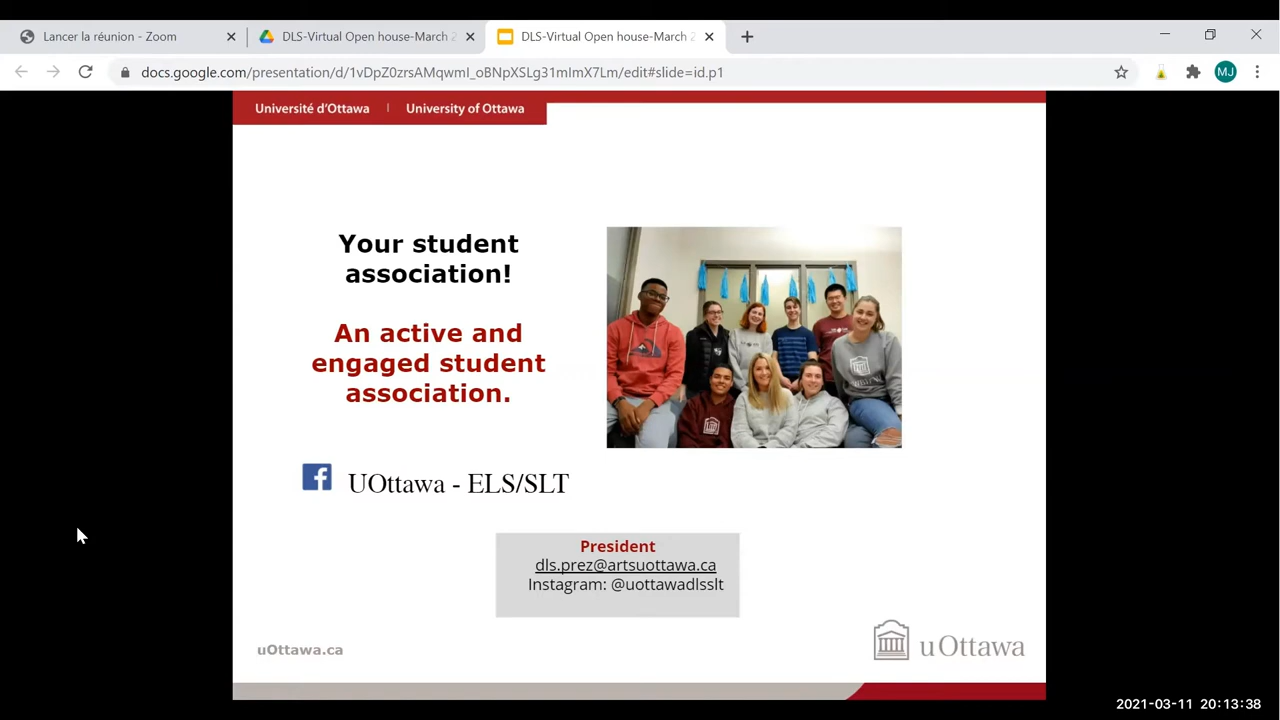 Lancer la réunion - Zoom
DLS-Virtual Open house-March 2
DLS-Virtual Open house-March 2
docs.google.com/presentation/d/1vDpZ0zrsAMqwmI_oBNpXSLg31mImX7Lm/edit#slide=id.p1
MJ
Université d'Ottawa | University of Ottawa
Your student
association!
An active and
engaged student
association.
UOttawa - ELS/SLT
President
dls.prez@artsuottawa.ca
Instagram: @uottawadlsslt
uOttawa.ca
uOttawa
2021-03-11 20:13:38